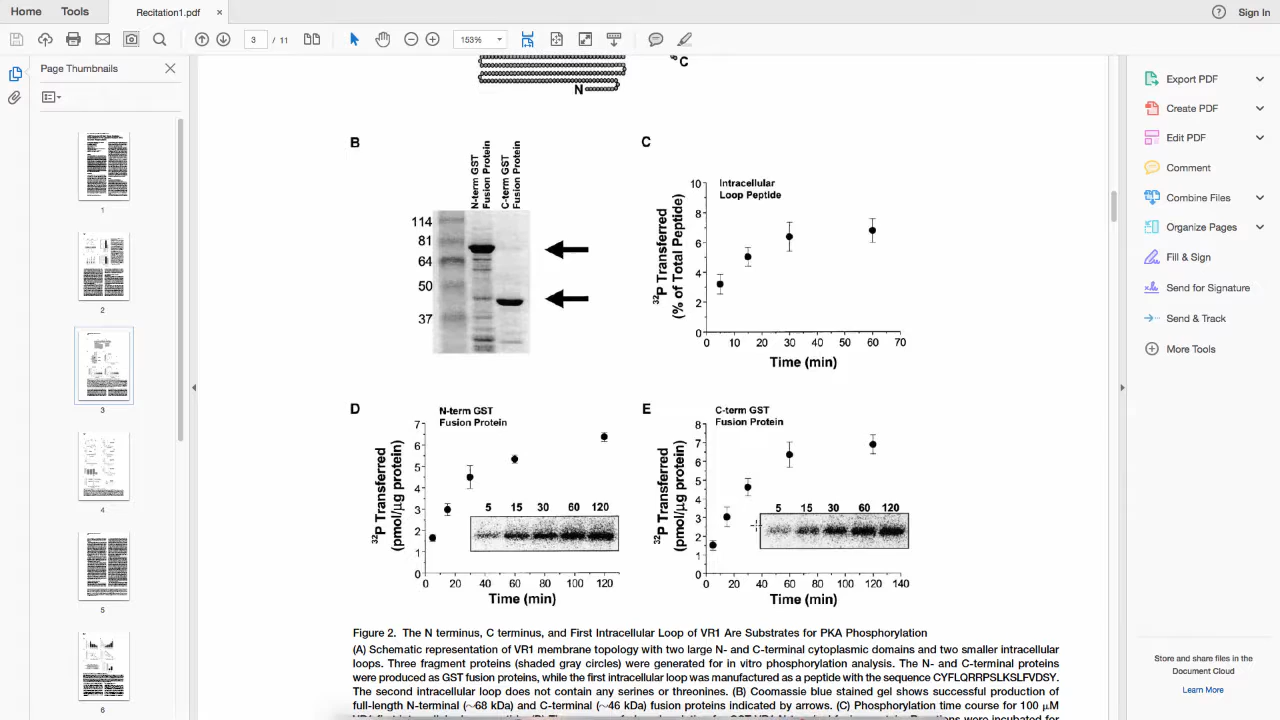 Home
Tools
Recitation1.pdf
×
Sign In
3 / 11
153%
Page Thumbnails
1
2
3
4
5
6
C
N
B
N-term GST
Fusion Protein
C-term GST
Fusion Protein
114
81
64
50
37
C
Intracellular
Loop Peptide
32P Transferred
(% of Total Peptide)
10
8
6
4
2
0
0 10 20 30 40 50 60 70
Time (min)
D
N-term GST
Fusion Protein
32P Transferred
(pmol/µg protein)
7
6
5
4
3
2
1
0
5 15 30 60 120
0 20 40 60 80 100 120
Time (min)
E
C-term GST
Fusion Protein
32P Transferred
(pmol/µg protein)
8
7
6
5
4
3
2
1
0
5 15 30 60 120
0 20 40 60 80 100 120 140
Time (min)
Figure 2. The N terminus, C terminus, and First Intracellular Loop of VR1 Are Substrates for PKA Phosphorylation
(A) Schematic representation of VR1 membrane topology with two large N- and C-terminal cytoplasmic domains and two smaller intracellular
loops. Three fragment proteins (shaded gray circles) were generated for in vitro phosphorylation analysis. The N- and C-terminal proteins
were produced as GST fusion proteins, while the first intracellular loop was manufactured as a peptide with the sequence CYFLQRRPSLKSLFVDSY.
The second intracellular loop does not contain any serines or threonines. (B) Coomassie blue stained gel shows successful production of
full-length N-terminal (~68 kDa) and C-terminal (~46 kDa) fusion proteins indicated by arrows. (C) Phosphorylation time course for 100 µM
Export PDF
Create PDF
Edit PDF
Comment
Combine Files
Organize Pages
Fill & Sign
Send for Signature
Send & Track
More Tools
Store and share files in the
Document Cloud
Learn More